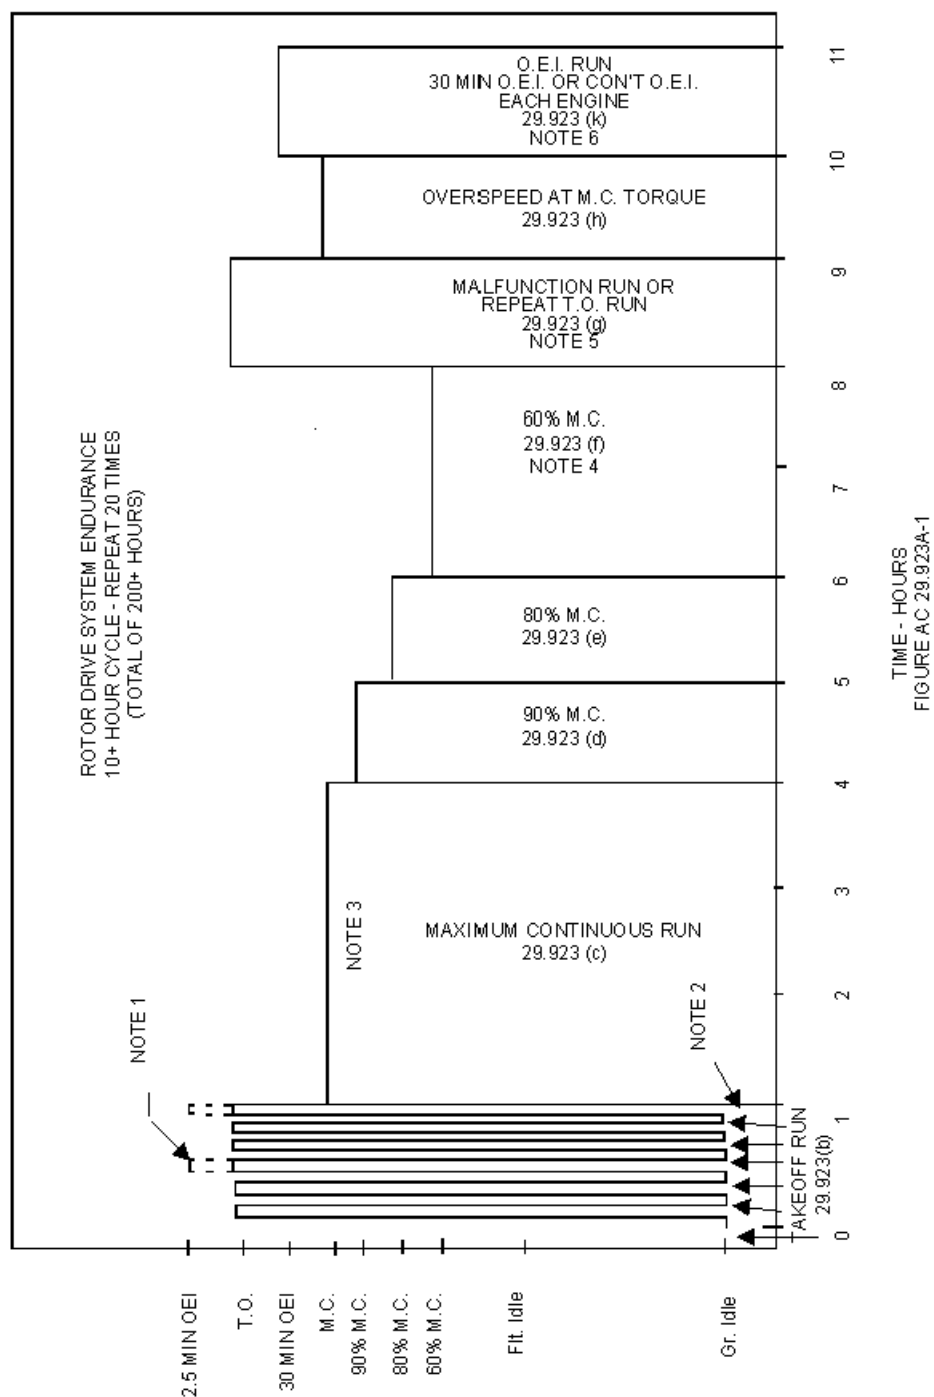 ROTOR DRIVE SYSTEM ENDURANCE
10+ HOUR CYCLE - REPEAT 20 TIMES
(TOTAL OF 200+ HOURS)
2.5 MIN OEI
T.O.
30 MIN OEI
M.C.
90% M.C.
80% M.C.
60% M.C.
Flt. Idle
Gr. Idle
NOTE 1
NOTE 2
NOTE 3
AKEOFF RUN
29.923(b)
MAXIMUM CONTINUOUS RUN
29.923 (c)
90% M.C.
29.923 (d)
80% M.C.
29.923 (e)
60% M.C.
29.923 (f)
NOTE 4
MALFUNCTION RUN OR
REPEAT T.O. RUN
29.923 (g)
NOTE 5
OVERSPEED AT M.C. TORQUE
29.923 (h)
O.E.I. RUN
30 MIN O.E.I. OR CON'T O.E.I.
EACH ENGINE
29.923 (k)
NOTE 6
0
1
2
3
4
5
6
7
8
9
10
11
TIME - HOURS
FIGURE AC 29.923A-1